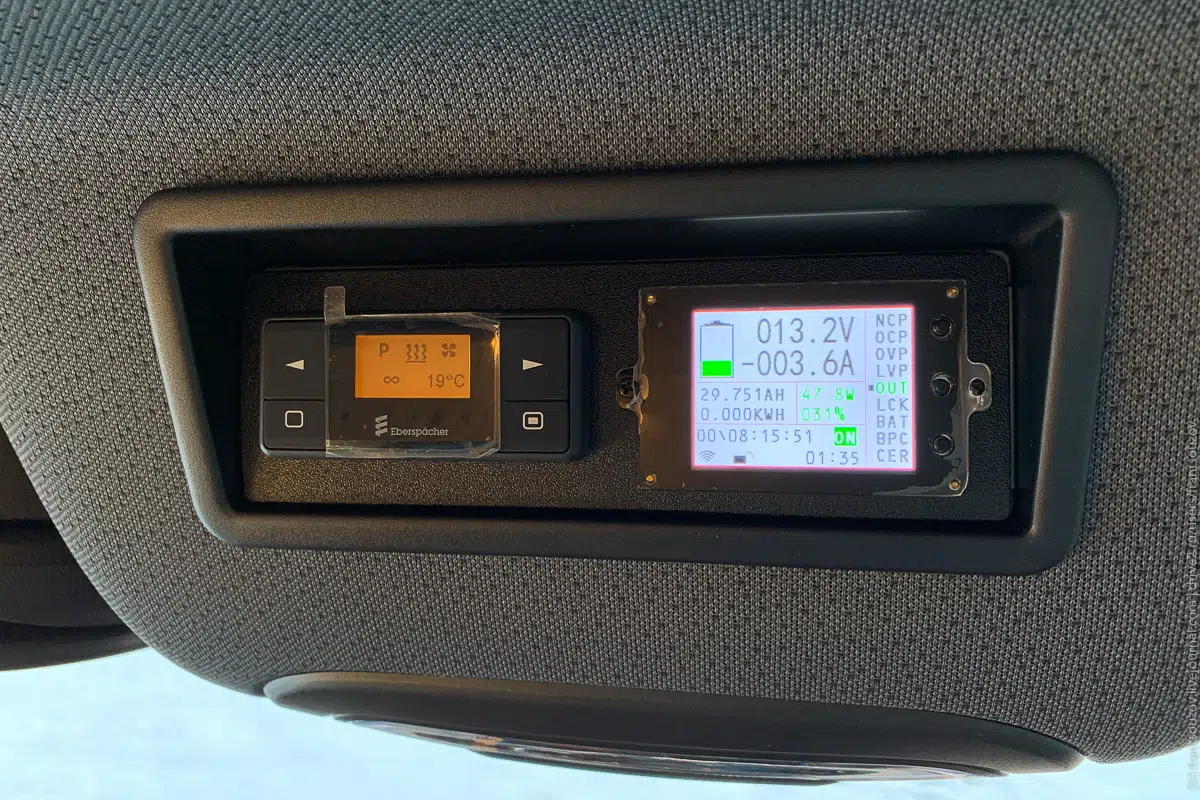 P
∞ 19°C
Eberspächer
013.2V
-003.6A
29.751AH 47.8W
0.000KWH 031%
00\08:15:51 ON
01:35
NCP
OCP
OVP
LVP
OUT
LCK
BAT
BPC
CER